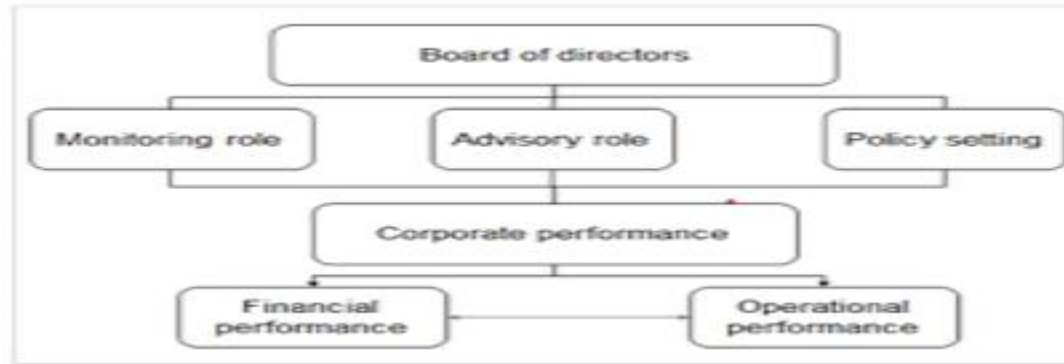 Board of directors
Monitoring role
Advisory role
Policy setting
Corporate performance
Financial
performance
Operational
performance